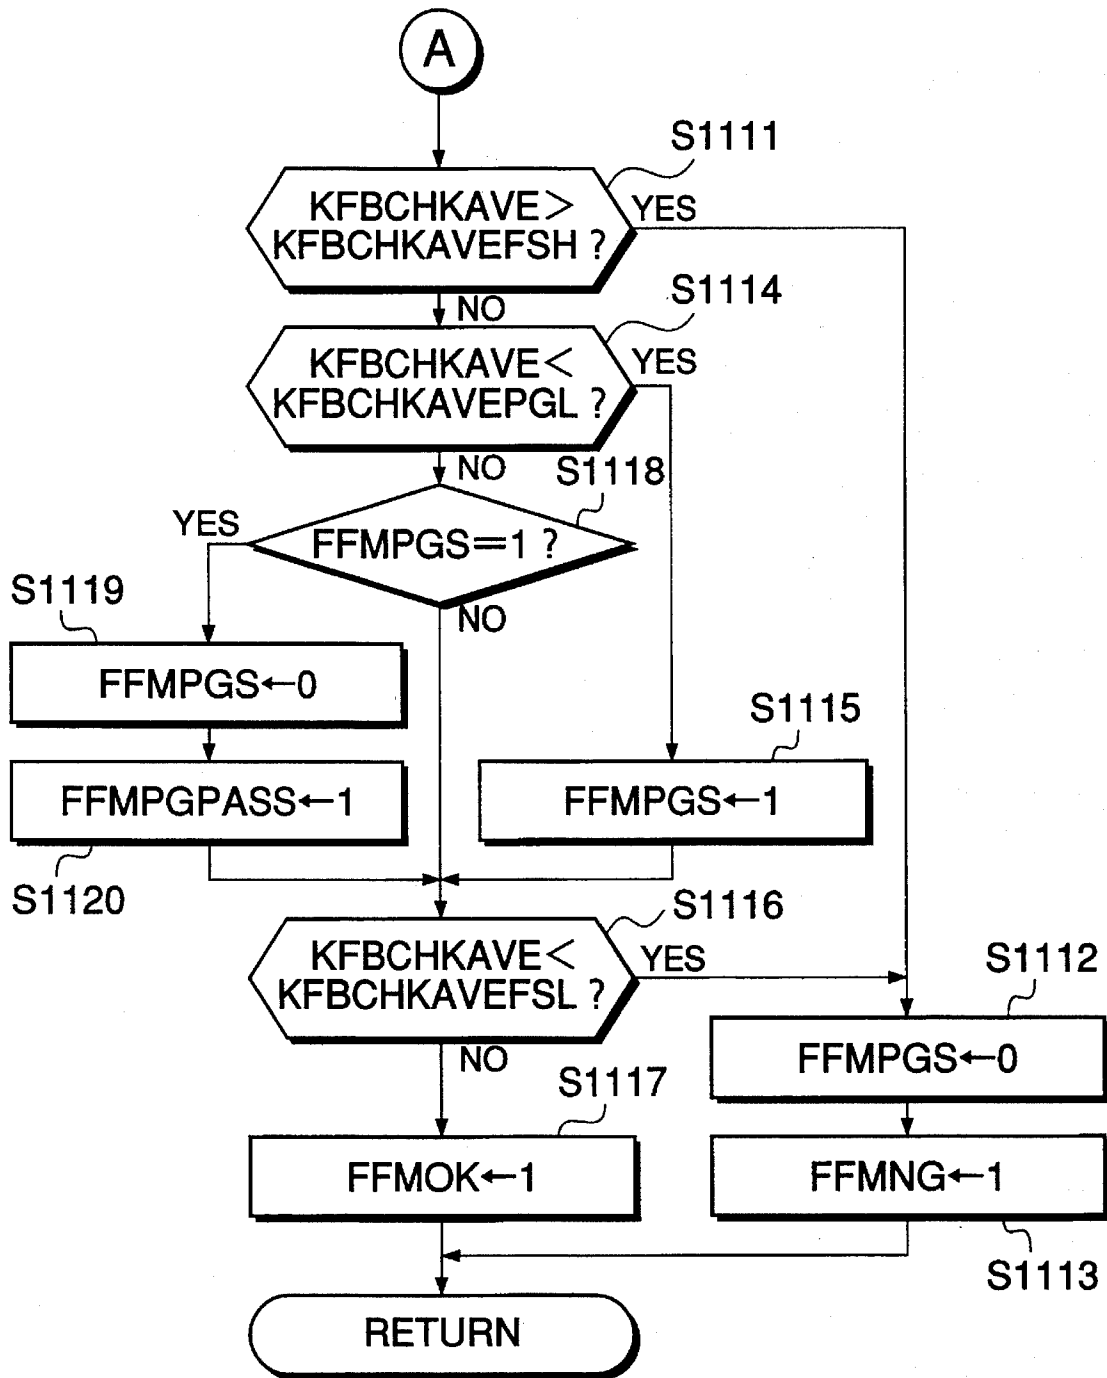 A
S1111
KFBCHKAVE>
KFBCHKAVEFSH ?
YES
NO
S1114
KFBCHKAVE<
KFBCHKAVEPGL ?
YES
NO
S1118
FFMPGS=1 ?
YES
NO
S1119
FFMPGS←0
S1115
FFMPGPASS←1
FFMPGS←1
S1120
S1116
KFBCHKAVE<
KFBCHKAVEFSL ?
YES
NO
S1112
FFMPGS←0
S1117
FFMOK←1
FFMNG←1
S1113
RETURN